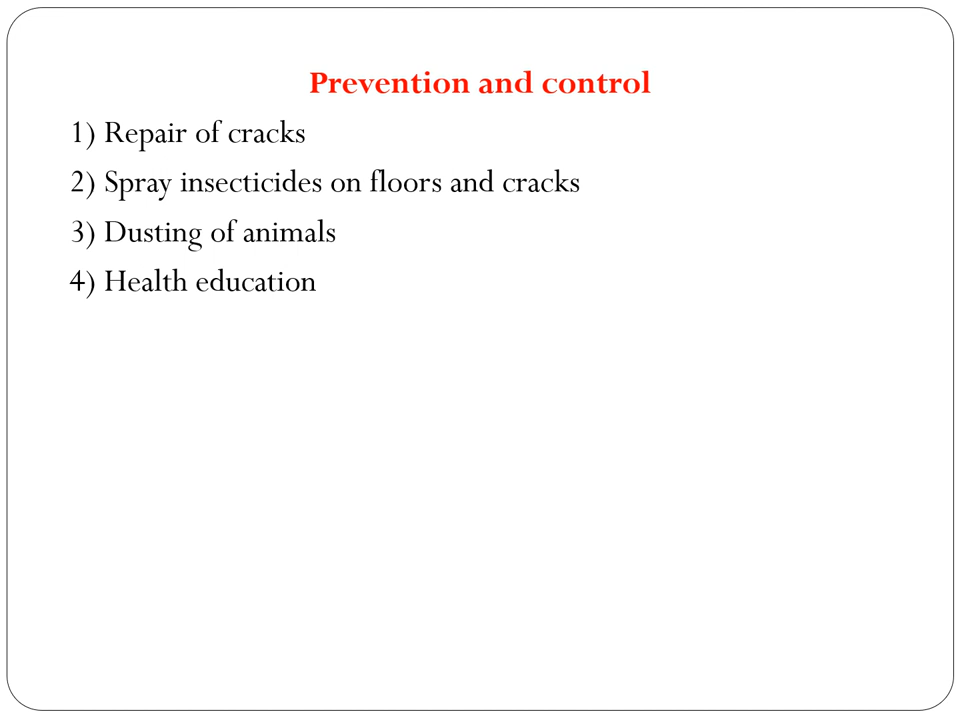 Prevention and control
1) Repair of cracks
2) Spray insecticides on floors and cracks
3) Dusting of animals
4) Health education